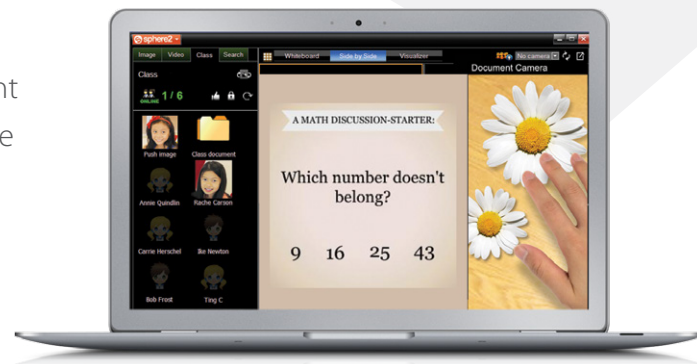 nt
e
sphere2
Image Video Class Search
Whiteboard Side by Side Visualizer
No camera
Document Camera
Class
ONLINE 1 / 6
Push image Class document
Annie Quindlin Rache Carson
Carrie Herschel Ike Newton
Bob Frost Ting C
A MATH DISCUSSION-STARTER:
Which number doesn't
belong?
9 16 25 43